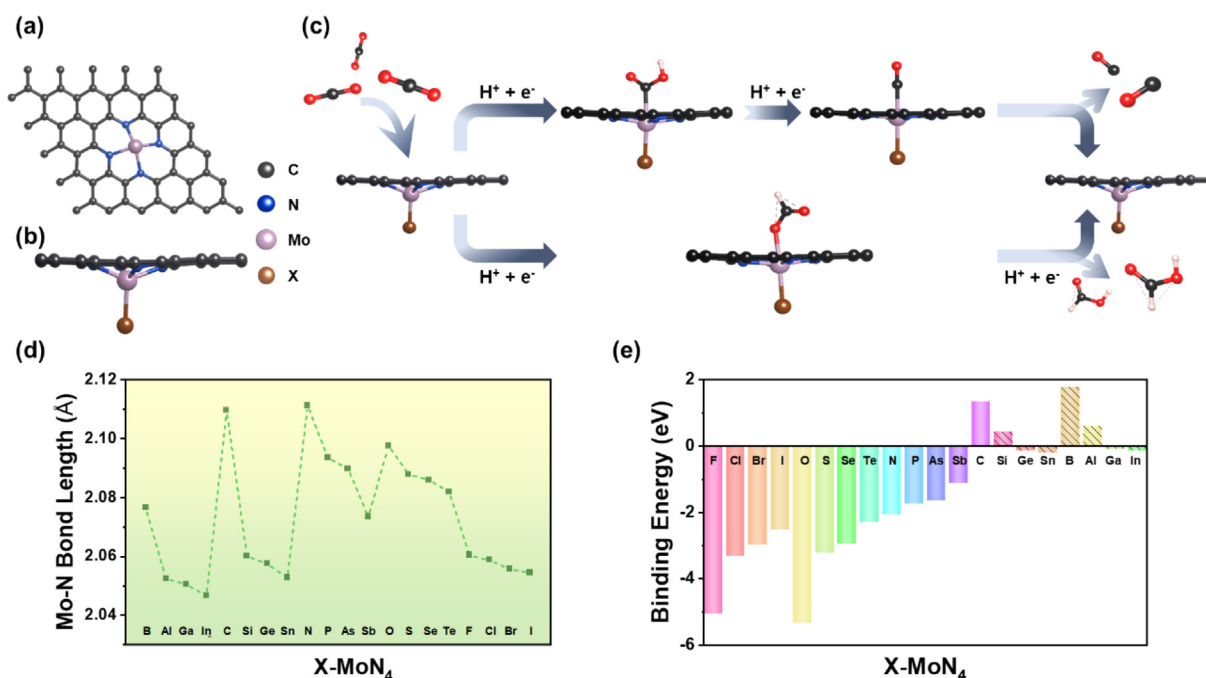 (a)
(c)
H⁺ + e⁻
H⁺ + e⁻
C
N
Mo
X
(b)
H⁺ + e⁻
H⁺ + e⁻
(d)
2.12
2.10
2.08
2.06
2.04
Mo-N Bond Length (Å)
B Al Ga In C Si Ge Sn N P As Sb O S Se Te F Cl Br I
X-MoN₄
(e)
2
0
-2
-4
-6
Binding Energy (eV)
F Cl Br I O S Se Te N P As Sb C Si Ge Sn B Al Ga In
X-MoN₄